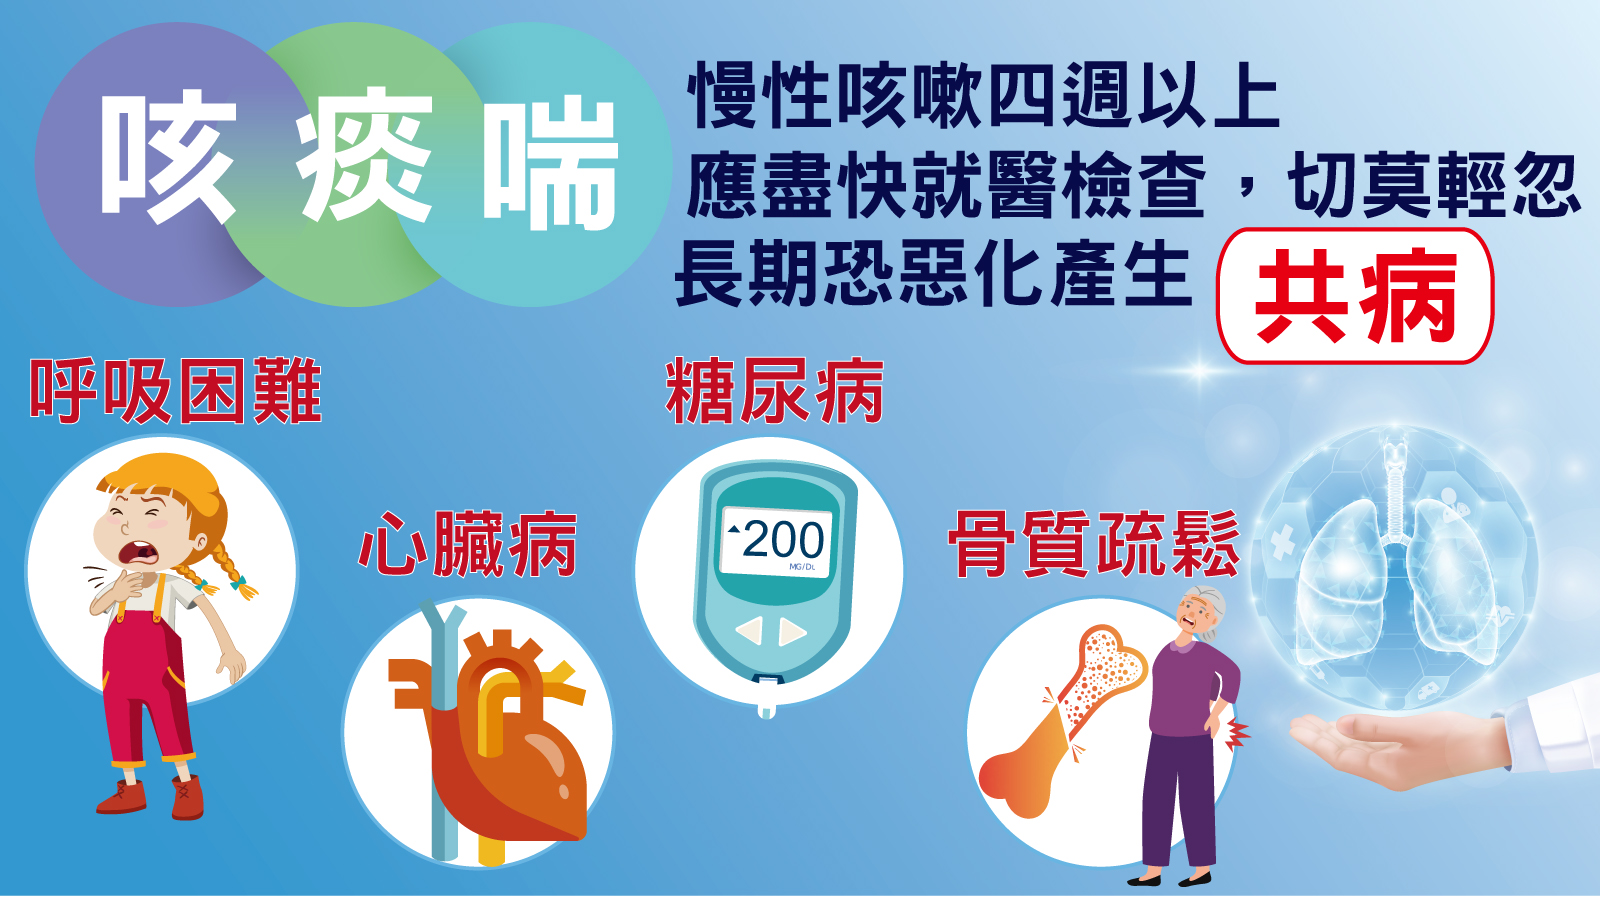 咳 痰 喘
慢性咳嗽四週以上
應盡快就醫檢查，切莫輕忽
長期恐惡化產生 共病
呼吸困難
心臟病
糖尿病
200
MG/DL
骨質疏鬆